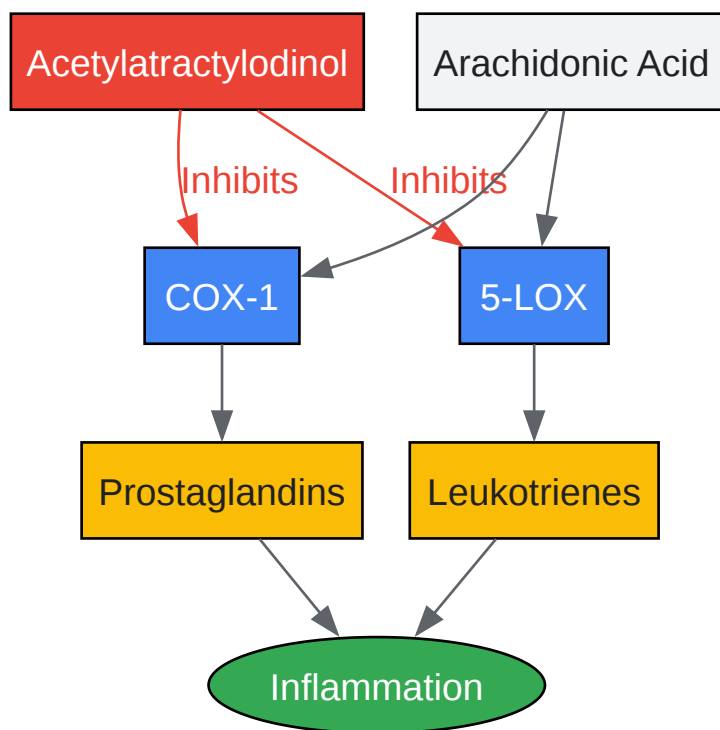 Acetylatractylodinol
Arachidonic Acid
Inhibits
Inhibits
COX-1
5-LOX
Prostaglandins
Leukotrienes
Inflammation